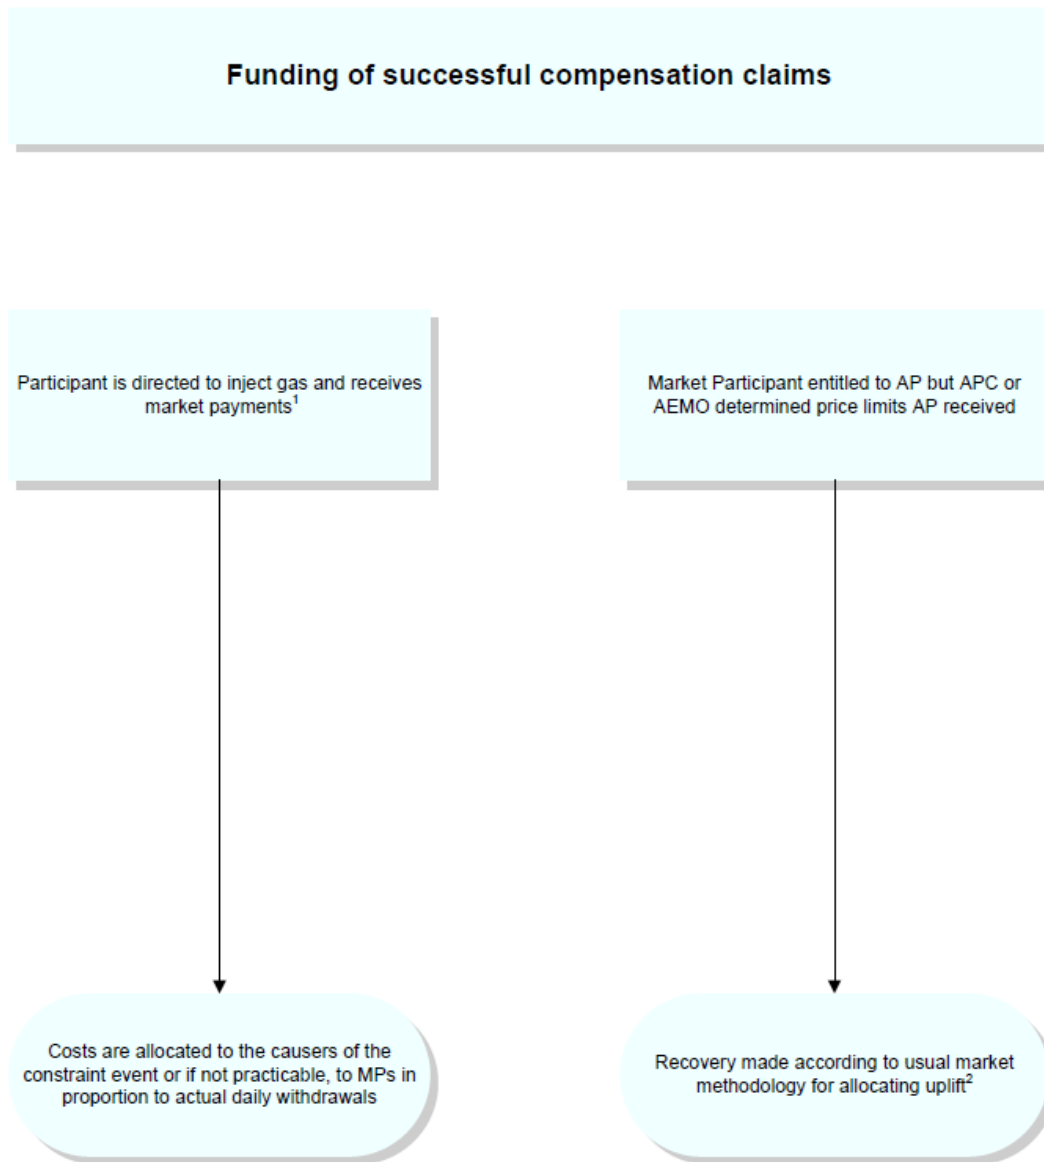 Funding of successful compensation claims
Participant is directed to inject gas and receives
market payments¹
Market Participant entitled to AP but APC or
AEMO determined price limits AP received
Costs are allocated to the causers of the
constraint event or if not practicable, to MPs in
proportion to actual daily withdrawals
Recovery made according to usual market
methodology for allocating uplift²